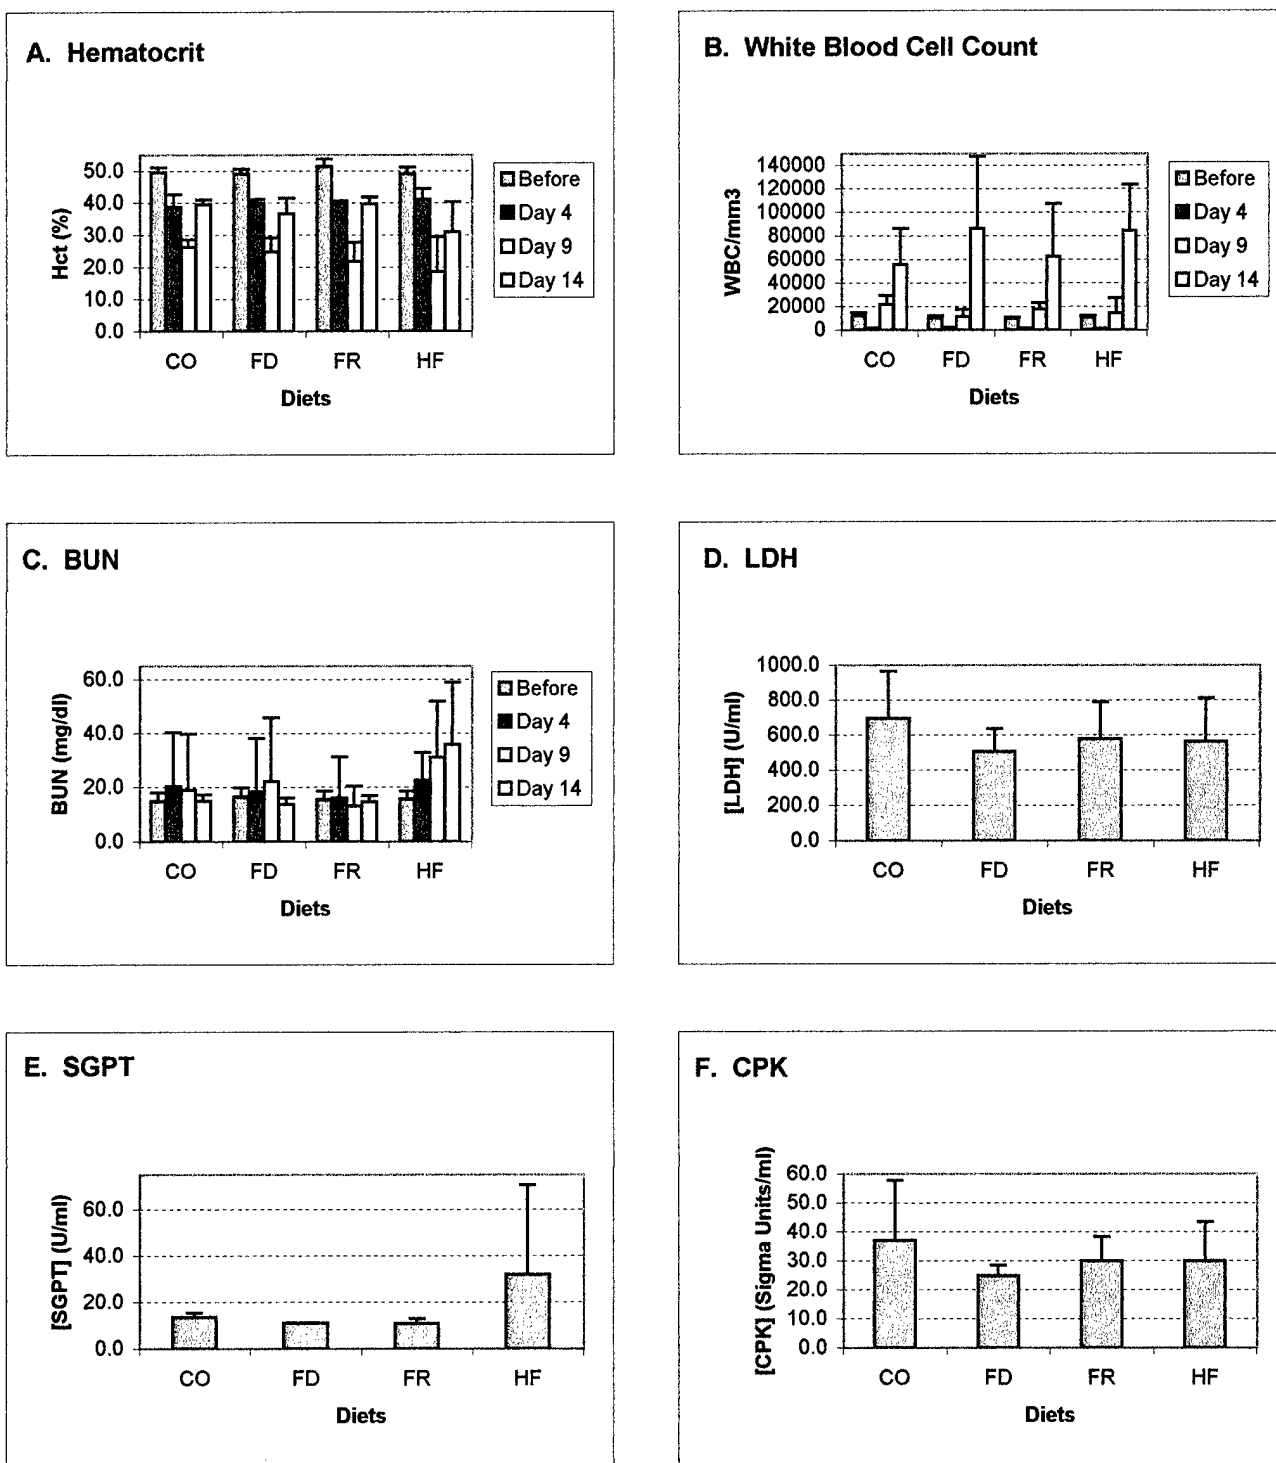 A. Hematocrit
Hct (%)
50.0
40.0
30.0
20.0
10.0
0.0
CO FD FR HF
Diets
Before
Day 4
Day 9
Day 14
B. White Blood Cell Count
WBC/mm3
140000
120000
100000
80000
60000
40000
20000
0
CO FD FR HF
Diets
Before
Day 4
Day 9
Day 14
C. BUN
BUN (mg/dl)
60.0
40.0
20.0
0.0
CO FD FR HF
Diets
Before
Day 4
Day 9
Day 14
D. LDH
[LDH] (U/ml)
1000.0
800.0
600.0
400.0
200.0
0.0
CO FD FR HF
Diets
E. SGPT
[SGPT] (U/ml)
60.0
40.0
20.0
0.0
CO FD FR HF
Diets
F. CPK
[CPK] (Sigma Units/ml)
60.0
50.0
40.0
30.0
20.0
10.0
0.0
CO FD FR HF
Diets